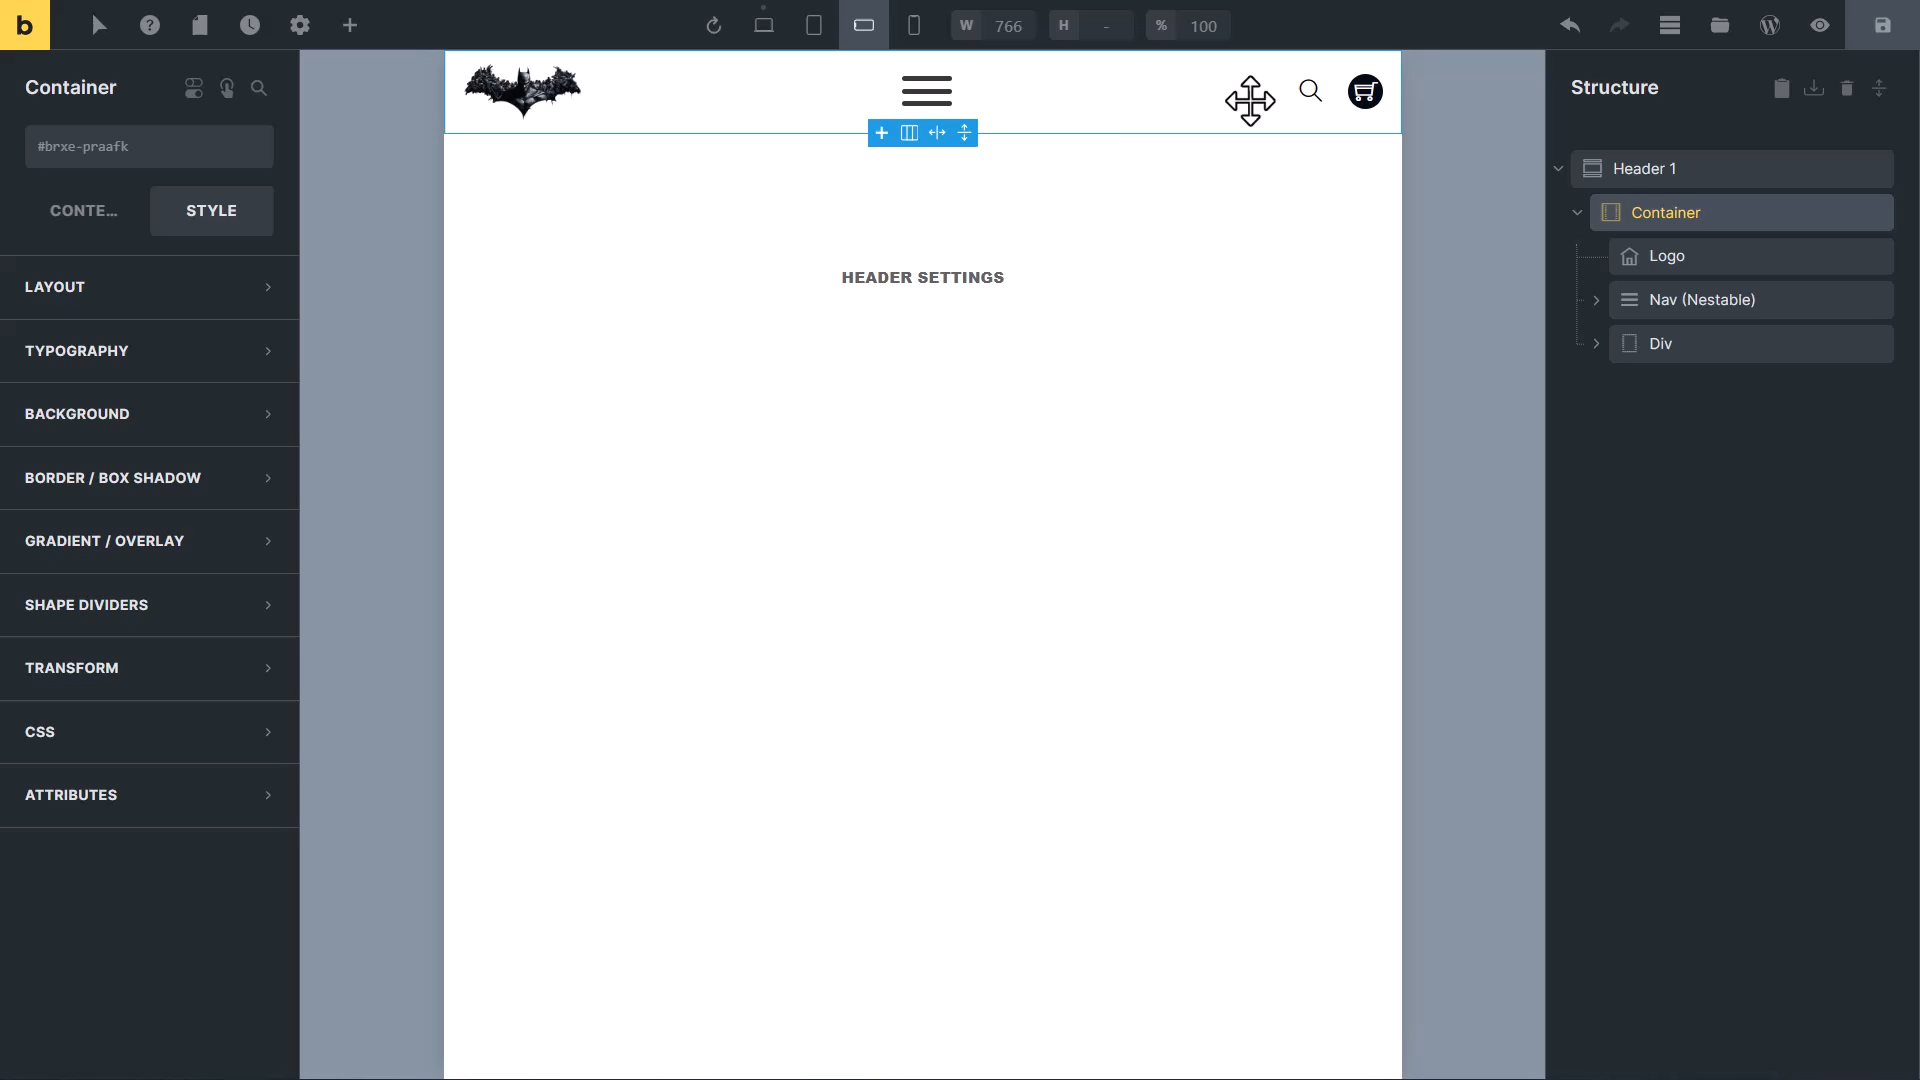 b
W 766 H - % 100
Container
#brxe-praafk
CONTE... STYLE
LAYOUT
TYPOGRAPHY
BACKGROUND
BORDER / BOX SHADOW
GRADIENT / OVERLAY
SHAPE DIVIDERS
TRANSFORM
CSS
ATTRIBUTES
HEADER SETTINGS
Structure
Header 1
Container
Logo
Nav (Nestable)
Div